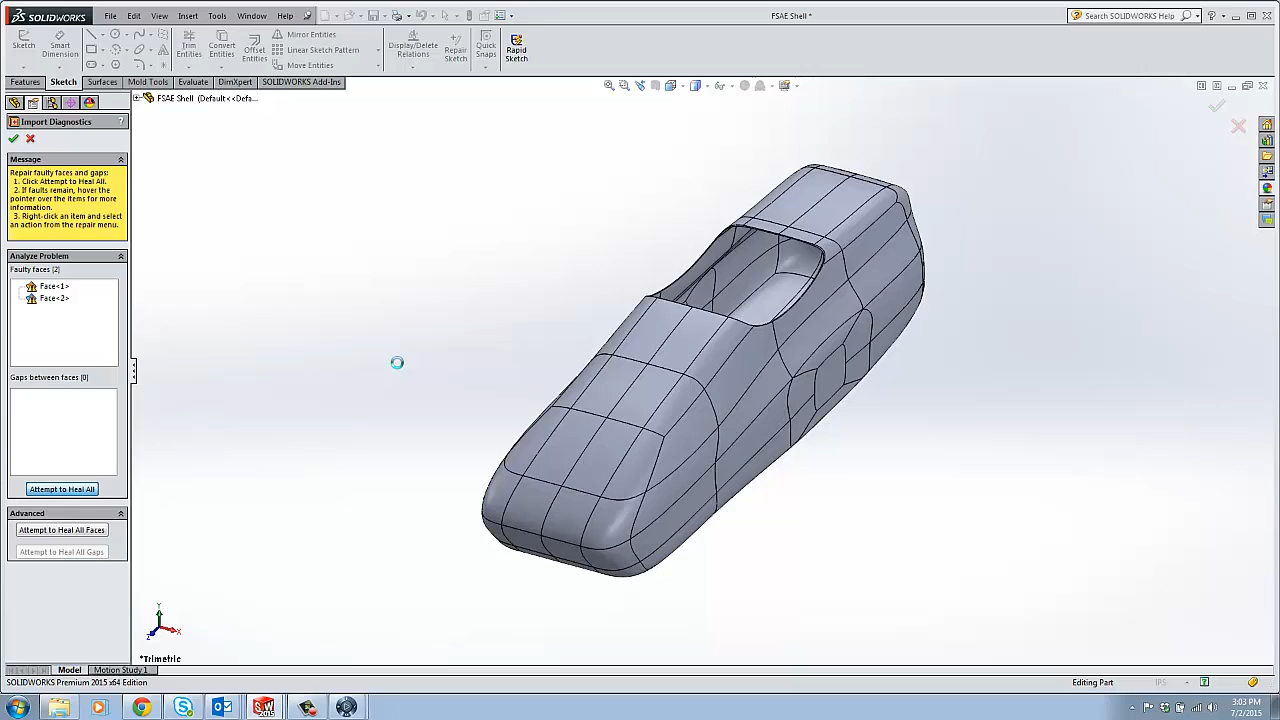 SOLIDWORKS File Edit View Insert Tools Window Help FSAE Shell * Search SOLIDWORKS Help
Sketch
Smart
Dimension
Trim
Entities
Convert
Entities
Offset
Entities
Mirror Entities
Linear Sketch Pattern
Move Entities
Display/Delete
Relations
Repair
Sketch
Quick
Snaps
Rapid
Sketch
Features Sketch Surfaces Mold Tools Evaluate DimXpert SOLIDWORKS Add-Ins
FSAE Shell (Default<<Defa...
Import Diagnostics ?
Message
Repair faulty faces and gaps:
1. Click Attempt to Heal All.
2. If faults remain, hover the
pointer over the items for more
information.
3. Right-click an item and select
an action from the repair menu.
Analyze Problem
Faulty faces [2]
Face<1>
Face<2>
Gaps between faces [0]
Attempt to Heal All
Advanced
Attempt to Heal All Faces
Attempt to Heal All Gaps
Y
X
Z
*Trimetric
Model Motion Study 1
SOLIDWORKS Premium 2015 x64 Edition Editing Part IPS
SW
2015
3:03 PM
7/2/2015